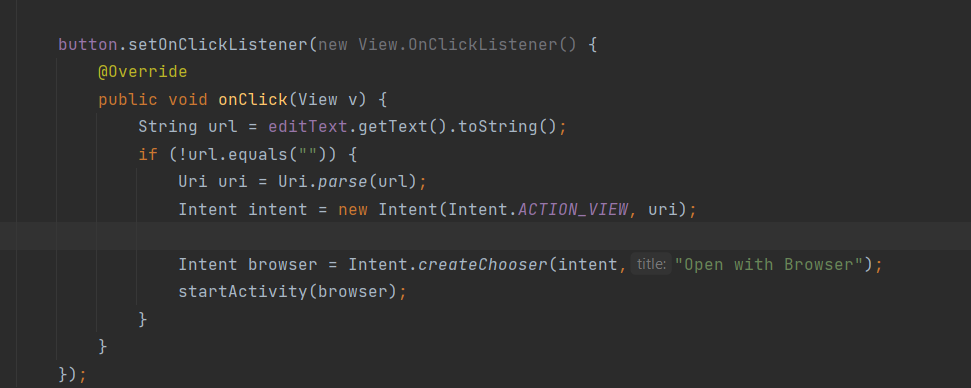 button.setOnClickListener(new View.OnClickListener() {
@Override
public void onClick(View v) {
String url = editText.getText().toString();
if (!url.equals("")) {
Uri uri = Uri.parse(url);
Intent intent = new Intent(Intent.ACTION_VIEW, uri);
Intent browser = Intent.createChooser(intent, title: "Open with Browser");
startActivity(browser);
}
}
});